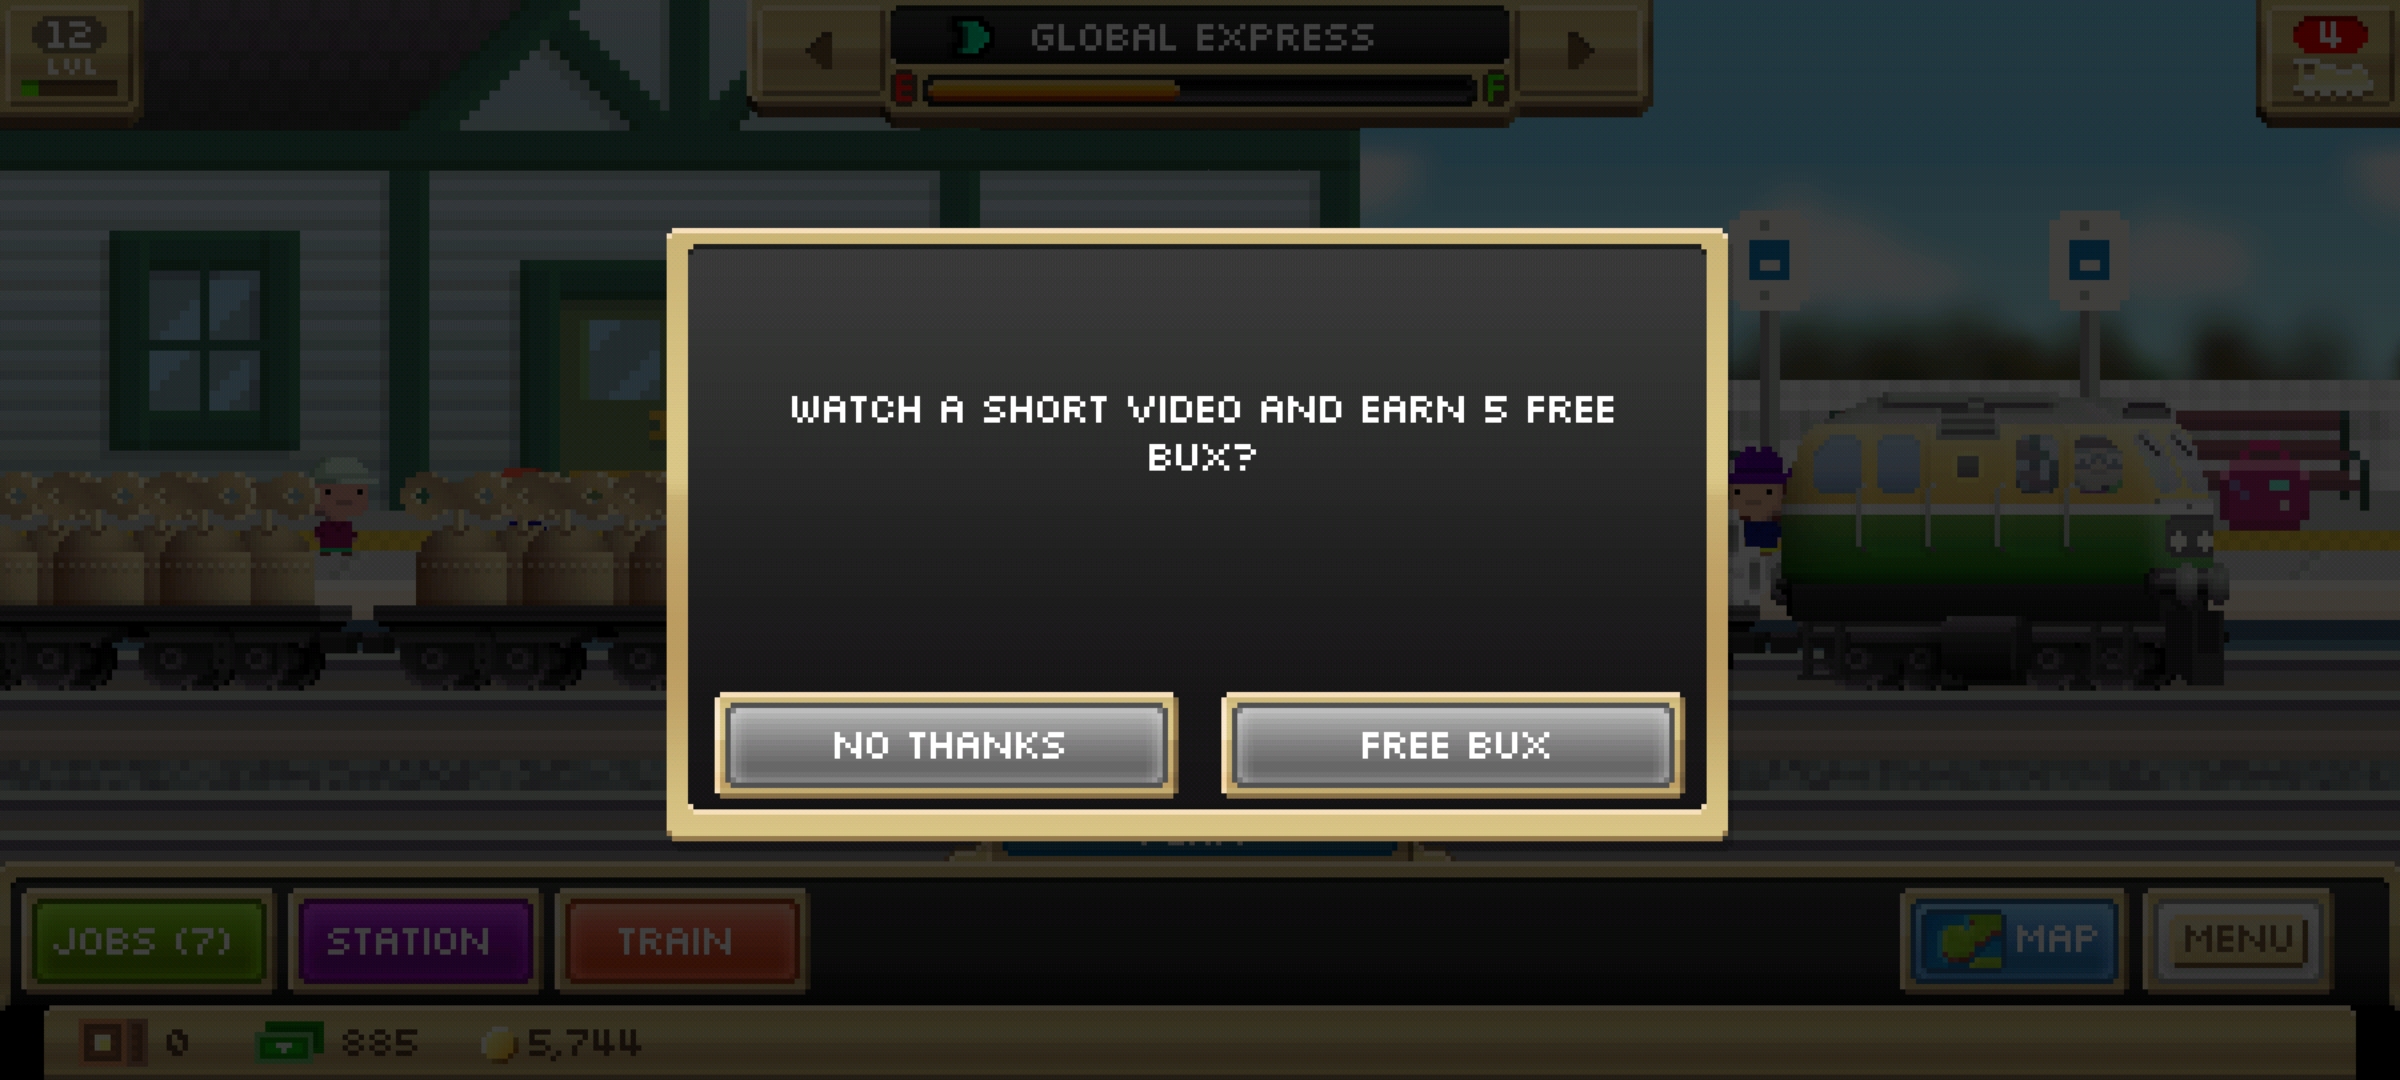 12
LVL
GLOBAL EXPRESS
E F
4
WATCH A SHORT VIDEO AND EARN 5 FREE
BUX?
NO THANKS FREE BUX
JOBS (7) STATION TRAIN MAP MENU
0 885 5,744